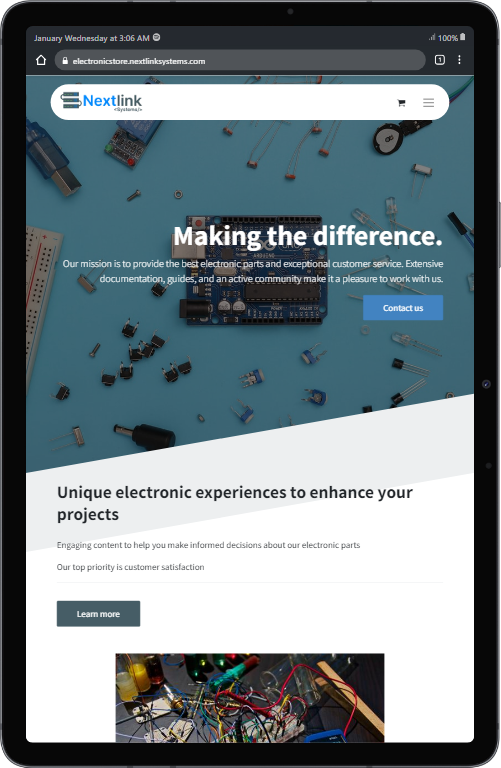 January Wednesday at 3:06 AM
100%
electronicstore.nextlinksystems.com
1
Nextlink
<Systems/>
Making the difference.
Our mission is to provide the best electronic parts and exceptional customer service. Extensive
documentation, guides, and an active community make it a pleasure to work with us.
Contact us
Unique electronic experiences to enhance your
projects
Engaging content to help you make informed decisions about our electronic parts
Our top priority is customer satisfaction
Learn more